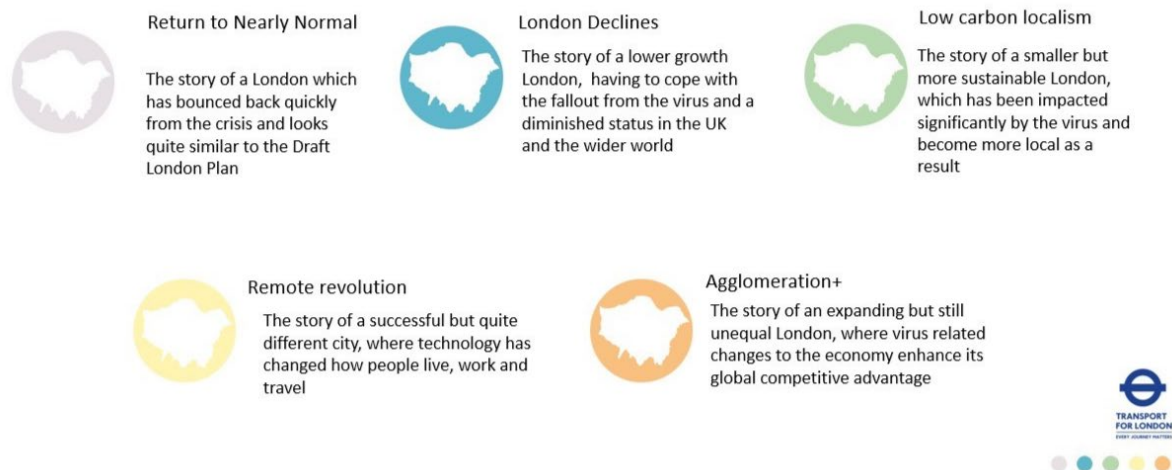 Return to Nearly Normal
The story of a London which
has bounced back quickly
from the crisis and looks
quite similar to the Draft
London Plan
London Declines
The story of a lower growth
London, having to cope with
the fallout from the virus and a
diminished status in the UK
and the wider world
Low carbon localism
The story of a smaller but
more sustainable London,
which has been impacted
significantly by the virus and
become more local as a
result
Remote revolution
The story of a successful but quite
different city, where technology has
changed how people live, work and
travel
Agglomeration+
The story of an expanding but still
unequal London, where virus related
changes to the economy enhance its
global competitive advantage
TRANSPORT
FOR LONDON
EVERY JOURNEY MATTERS